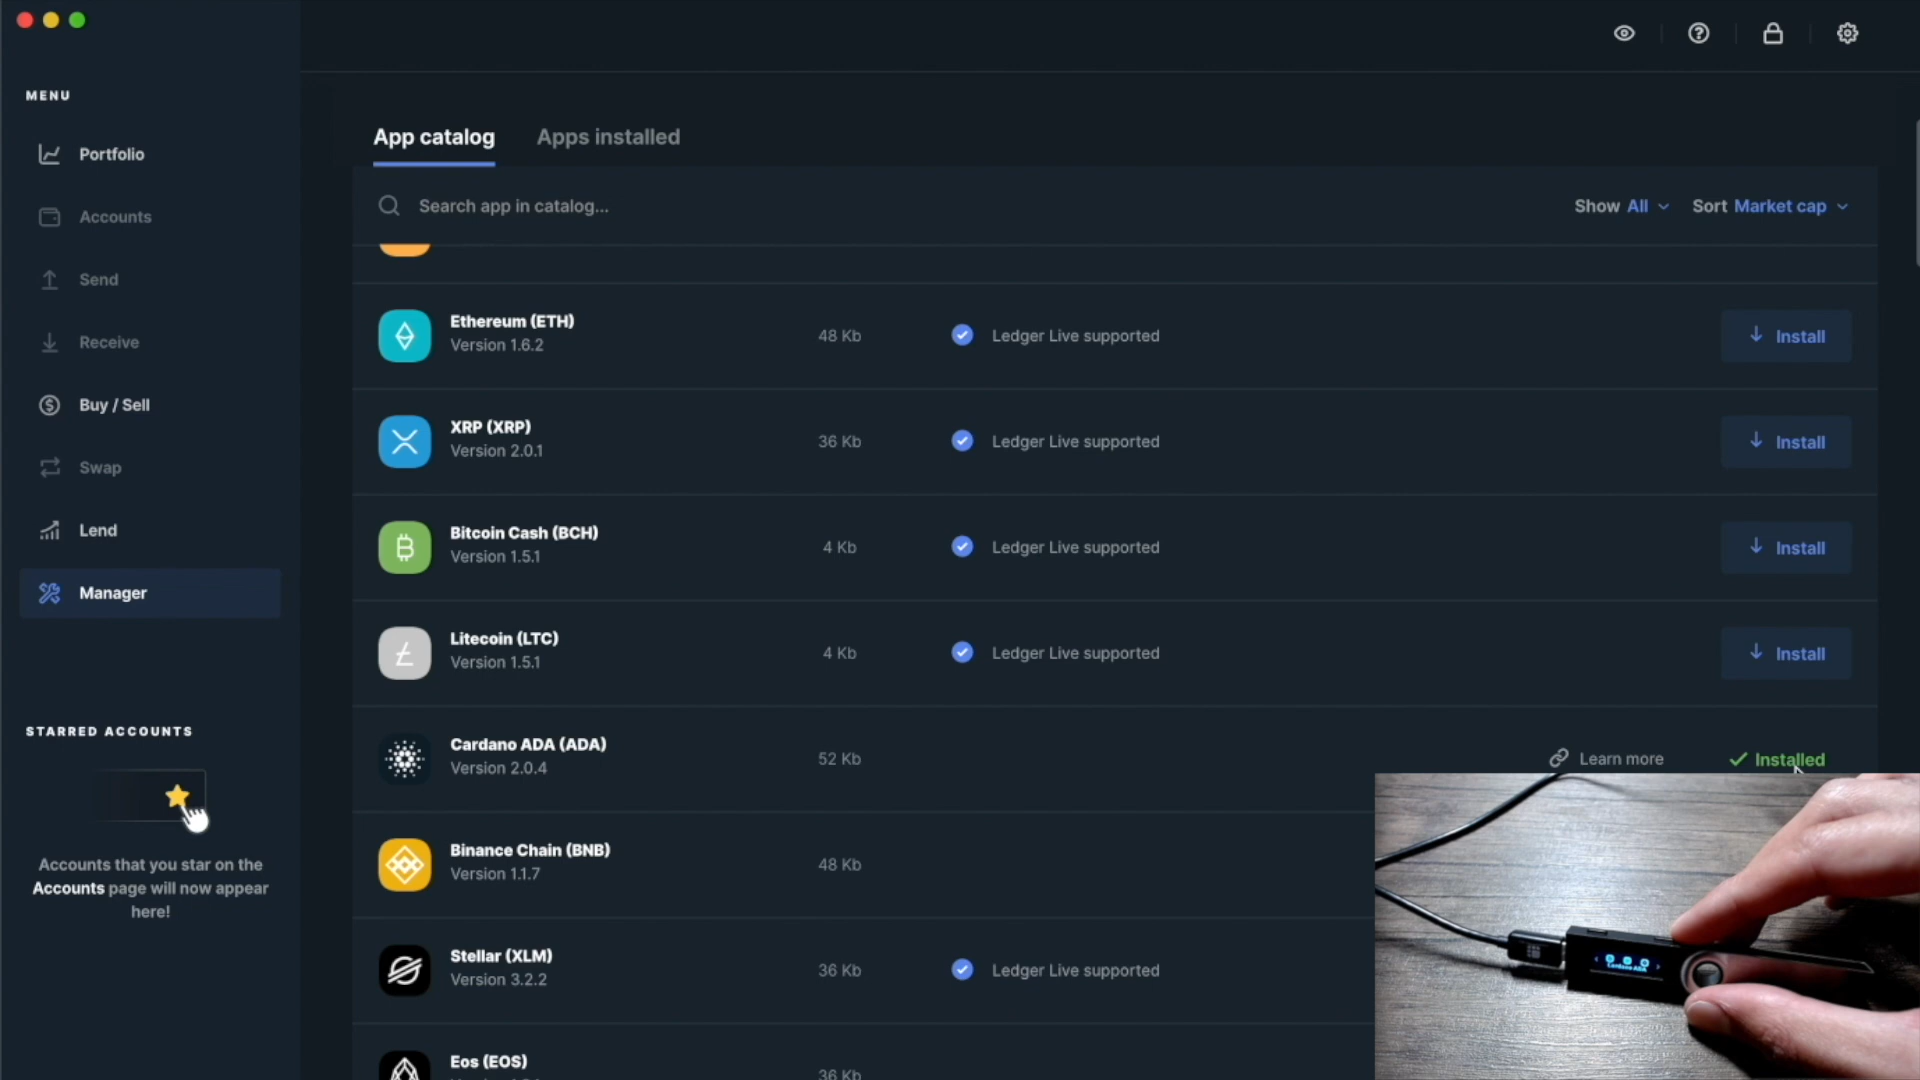 MENU
Portfolio
Accounts
Send
Receive
Buy / Sell
Swap
Lend
Manager
STARRED ACCOUNTS
Accounts that you star on the
Accounts page will now appear
here!
App catalog
Apps installed
Search app in catalog...
Show All
Sort Market cap
Ethereum (ETH)
Version 1.6.2
48 Kb
Ledger Live supported
Install
XRP (XRP)
Version 2.0.1
36 Kb
Ledger Live supported
Install
Bitcoin Cash (BCH)
Version 1.5.1
4 Kb
Ledger Live supported
Install
Litecoin (LTC)
Version 1.5.1
4 Kb
Ledger Live supported
Install
Cardano ADA (ADA)
Version 2.0.4
52 Kb
Learn more
Installed
Binance Chain (BNB)
Version 1.1.7
48 Kb
Stellar (XLM)
Version 3.2.2
36 Kb
Ledger Live supported
Eos (EOS)
36 Kb
Cardano ADA